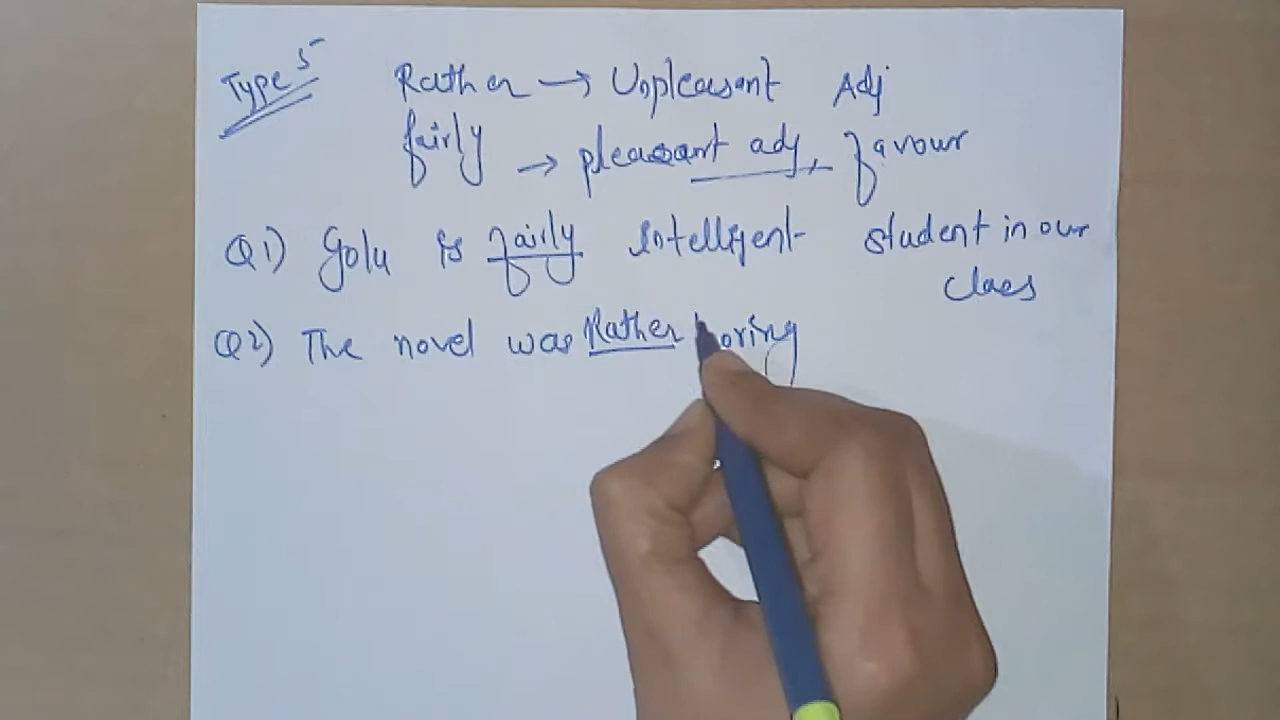 Type 5
Rather → Unpleasant Adj
fairly → pleasant adj, favour
Q1) Golu is fairly intelligent student in our
class
Q2) The novel was Rather boring